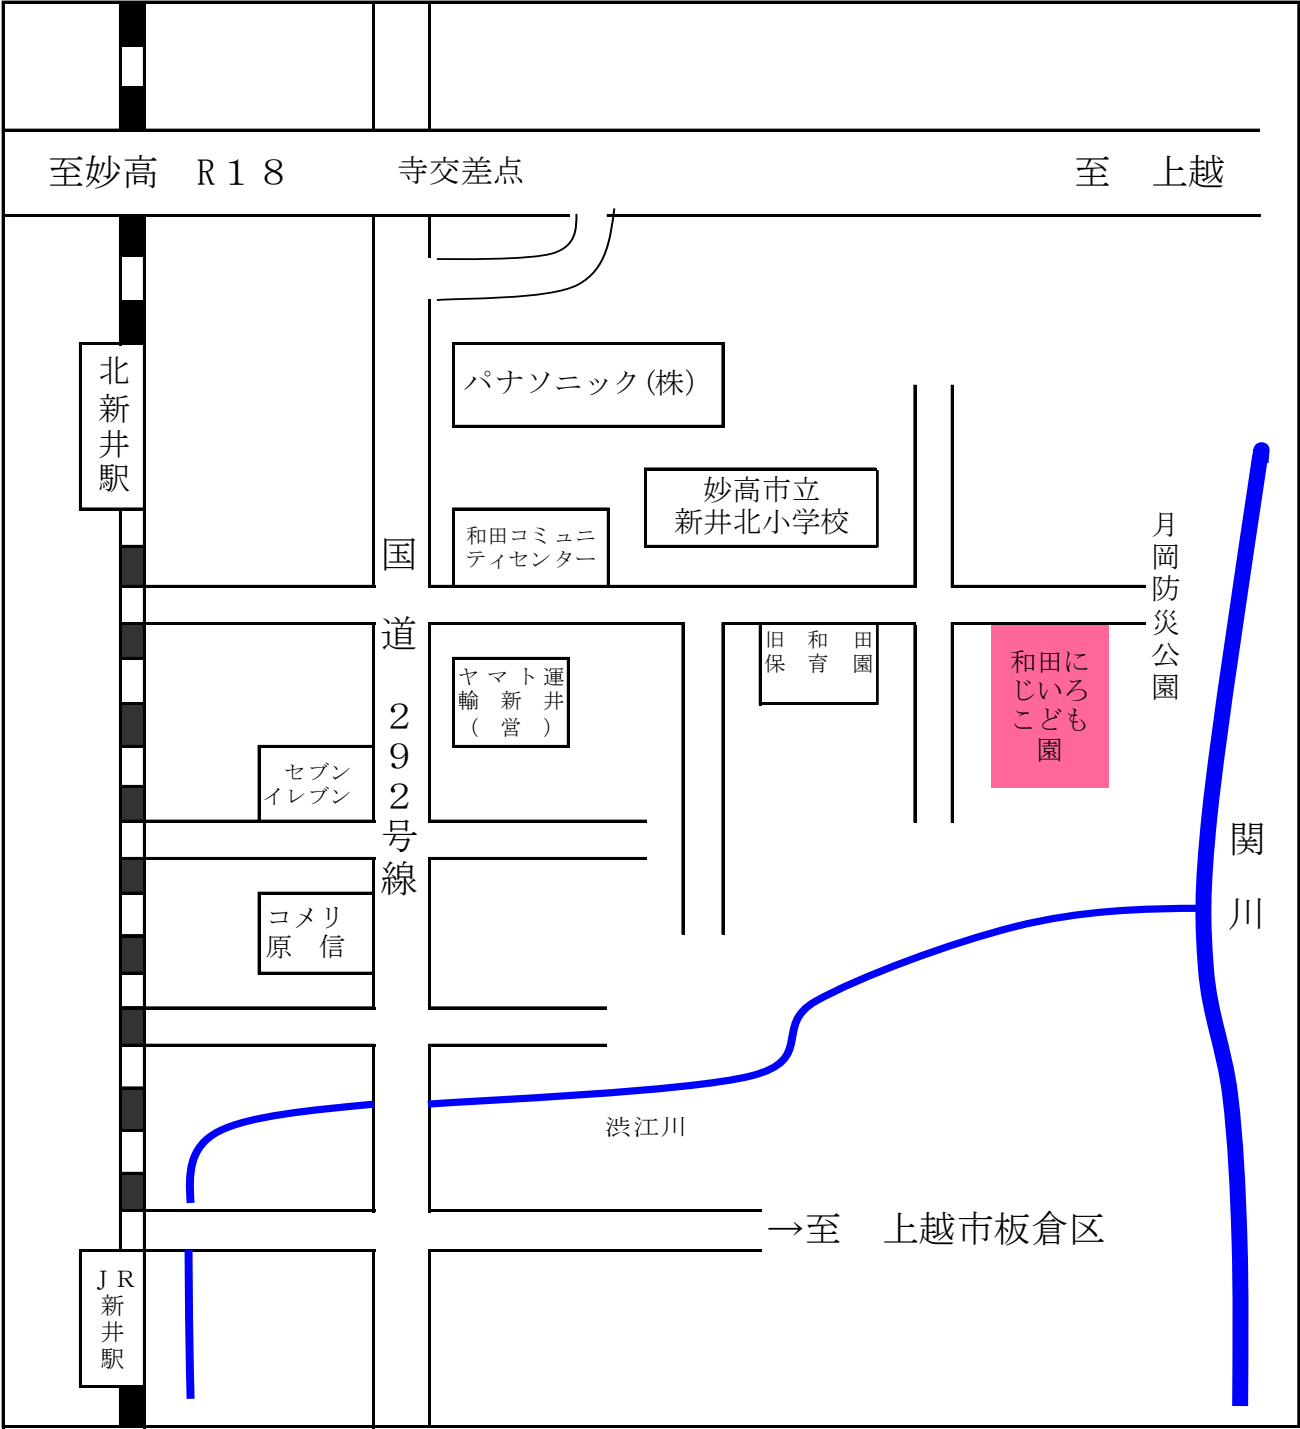 至妙高　Ｒ１８
寺交差点
至　上越
北新井駅
パナソニック(株)
妙高市立
新井北小学校
和田コミュニ
ティセンター
国道２９２号線
月岡防災公園
旧和田
保育園
和田に
じいろ
こども
園
ヤマト運
輸新井
（営）
セブン
イレブン
関川
コメリ
原信
渋江川
→至　上越市板倉区
ＪＲ
新井駅